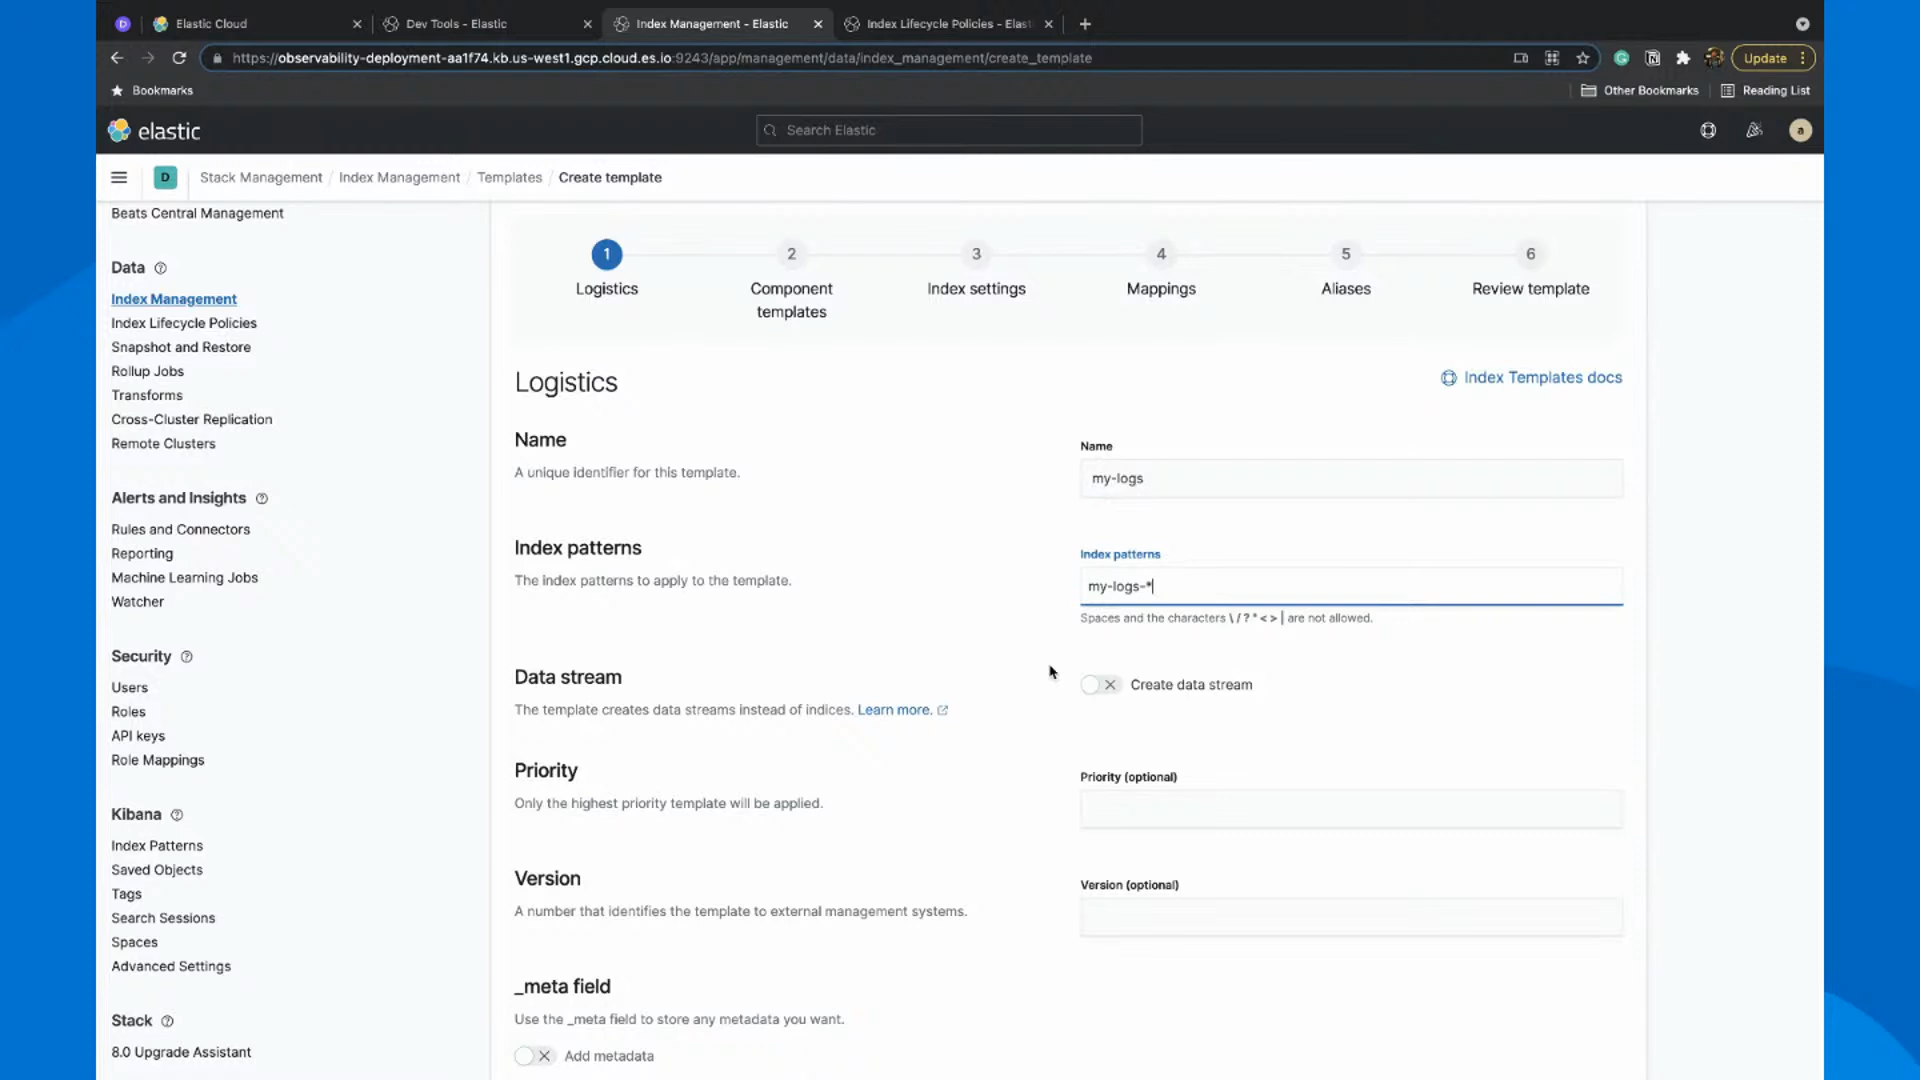 D
Elastic Cloud
Dev Tools - Elastic
Index Management - Elastic
Index Lifecycle Policies - Elast
https://observability-deployment-aa1f74.kb.us-west1.gcp.cloud.es.io:9243/app/management/data/index_management/create_template
Update
Bookmarks
Other Bookmarks
Reading List
elastic
Search Elastic
a
D
Stack Management / Index Management / Templates / Create template
Beats Central Management
Data
Index Management
Index Lifecycle Policies
Snapshot and Restore
Rollup Jobs
Transforms
Cross-Cluster Replication
Remote Clusters
Alerts and Insights
Rules and Connectors
Reporting
Machine Learning Jobs
Watcher
Security
Users
Roles
API keys
Role Mappings
Kibana
Index Patterns
Saved Objects
Tags
Search Sessions
Spaces
Advanced Settings
Stack
8.0 Upgrade Assistant
1
Logistics
2
Component
templates
3
Index settings
4
Mappings
5
Aliases
6
Review template
Logistics
Index Templates docs
Name
A unique identifier for this template.
Name
my-logs
Index patterns
The index patterns to apply to the template.
Index patterns
my-logs-*
Spaces and the characters \ / ? " < > | are not allowed.
Data stream
The template creates data streams instead of indices. Learn more.
Create data stream
Priority
Only the highest priority template will be applied.
Priority (optional)
Version
A number that identifies the template to external management systems.
Version (optional)
_meta field
Use the _meta field to store any metadata you want.
Add metadata